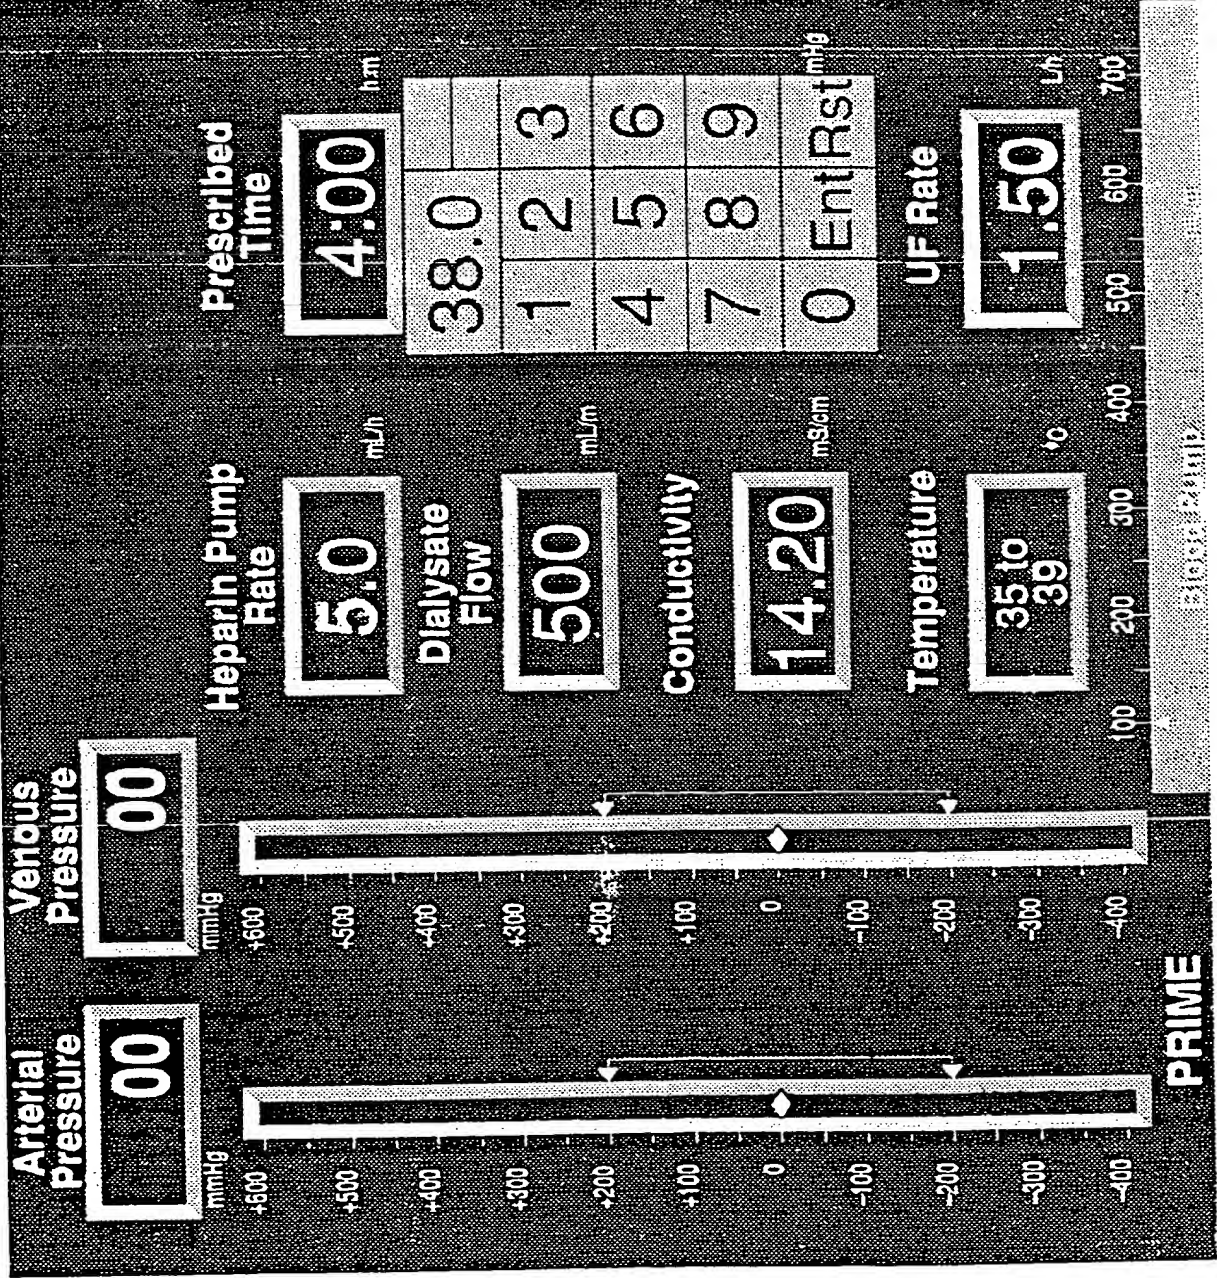 Arterial
Pressure
00
mmHg
+600
+500
+400
+300
+200
+100
0
-100
-200
-300
-400
Venous
Pressure
00
mmHg
+600
+500
+400
+300
+200
+100
0
-100
-200
-300
-400
Heparin Pump
Rate
5.0
mL/h
Dialysate
Flow
500
mL/m
Conductivity
14.20
mS/cm
Temperature
35 to
39
Prescribed
Time
4:00
h:m
38.0
1 2 3
4 5 6
7 8 9
0 Ent Rst
mHg
UF Rate
1.50
L/h
100 200 300 400 500 600 700
Blood Pump
PRIME